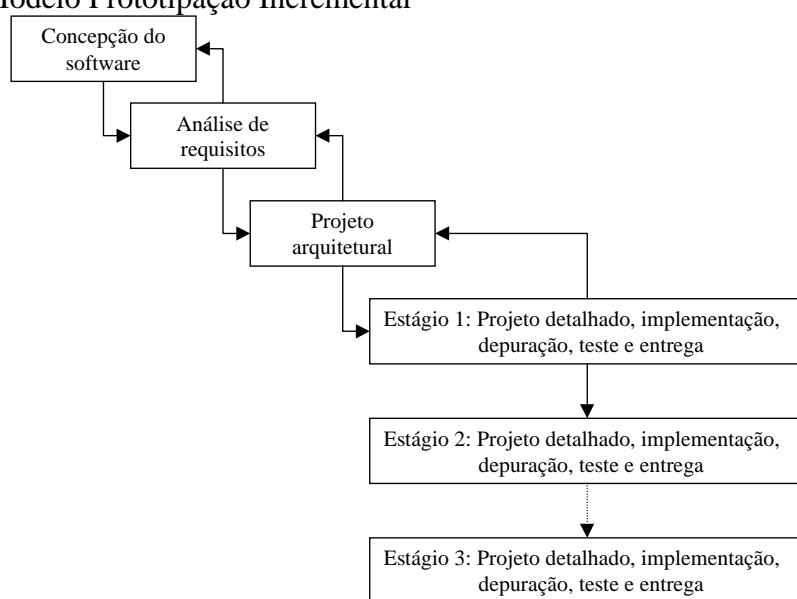 Modelo Prototipação Incremental
Concepção do
software
Análise de
requisitos
Projeto
arquitetural
Estágio 1: Projeto detalhado, implementação,
depuração, teste e entrega
Estágio 2: Projeto detalhado, implementação,
depuração, teste e entrega
Estágio 3: Projeto detalhado, implementação,
depuração, teste e entrega